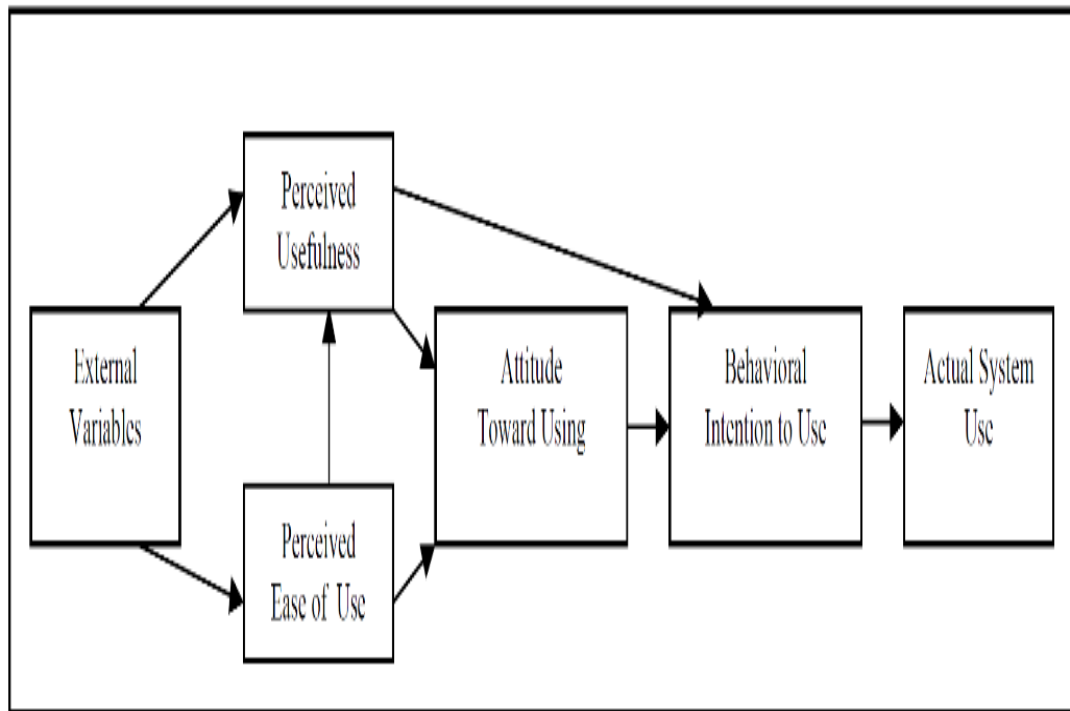 External
Variables
Perceived
Usefulness
Perceived
Ease of Use
Attitude
Toward Using
Behavioral
Intention to Use
Actual System
Use